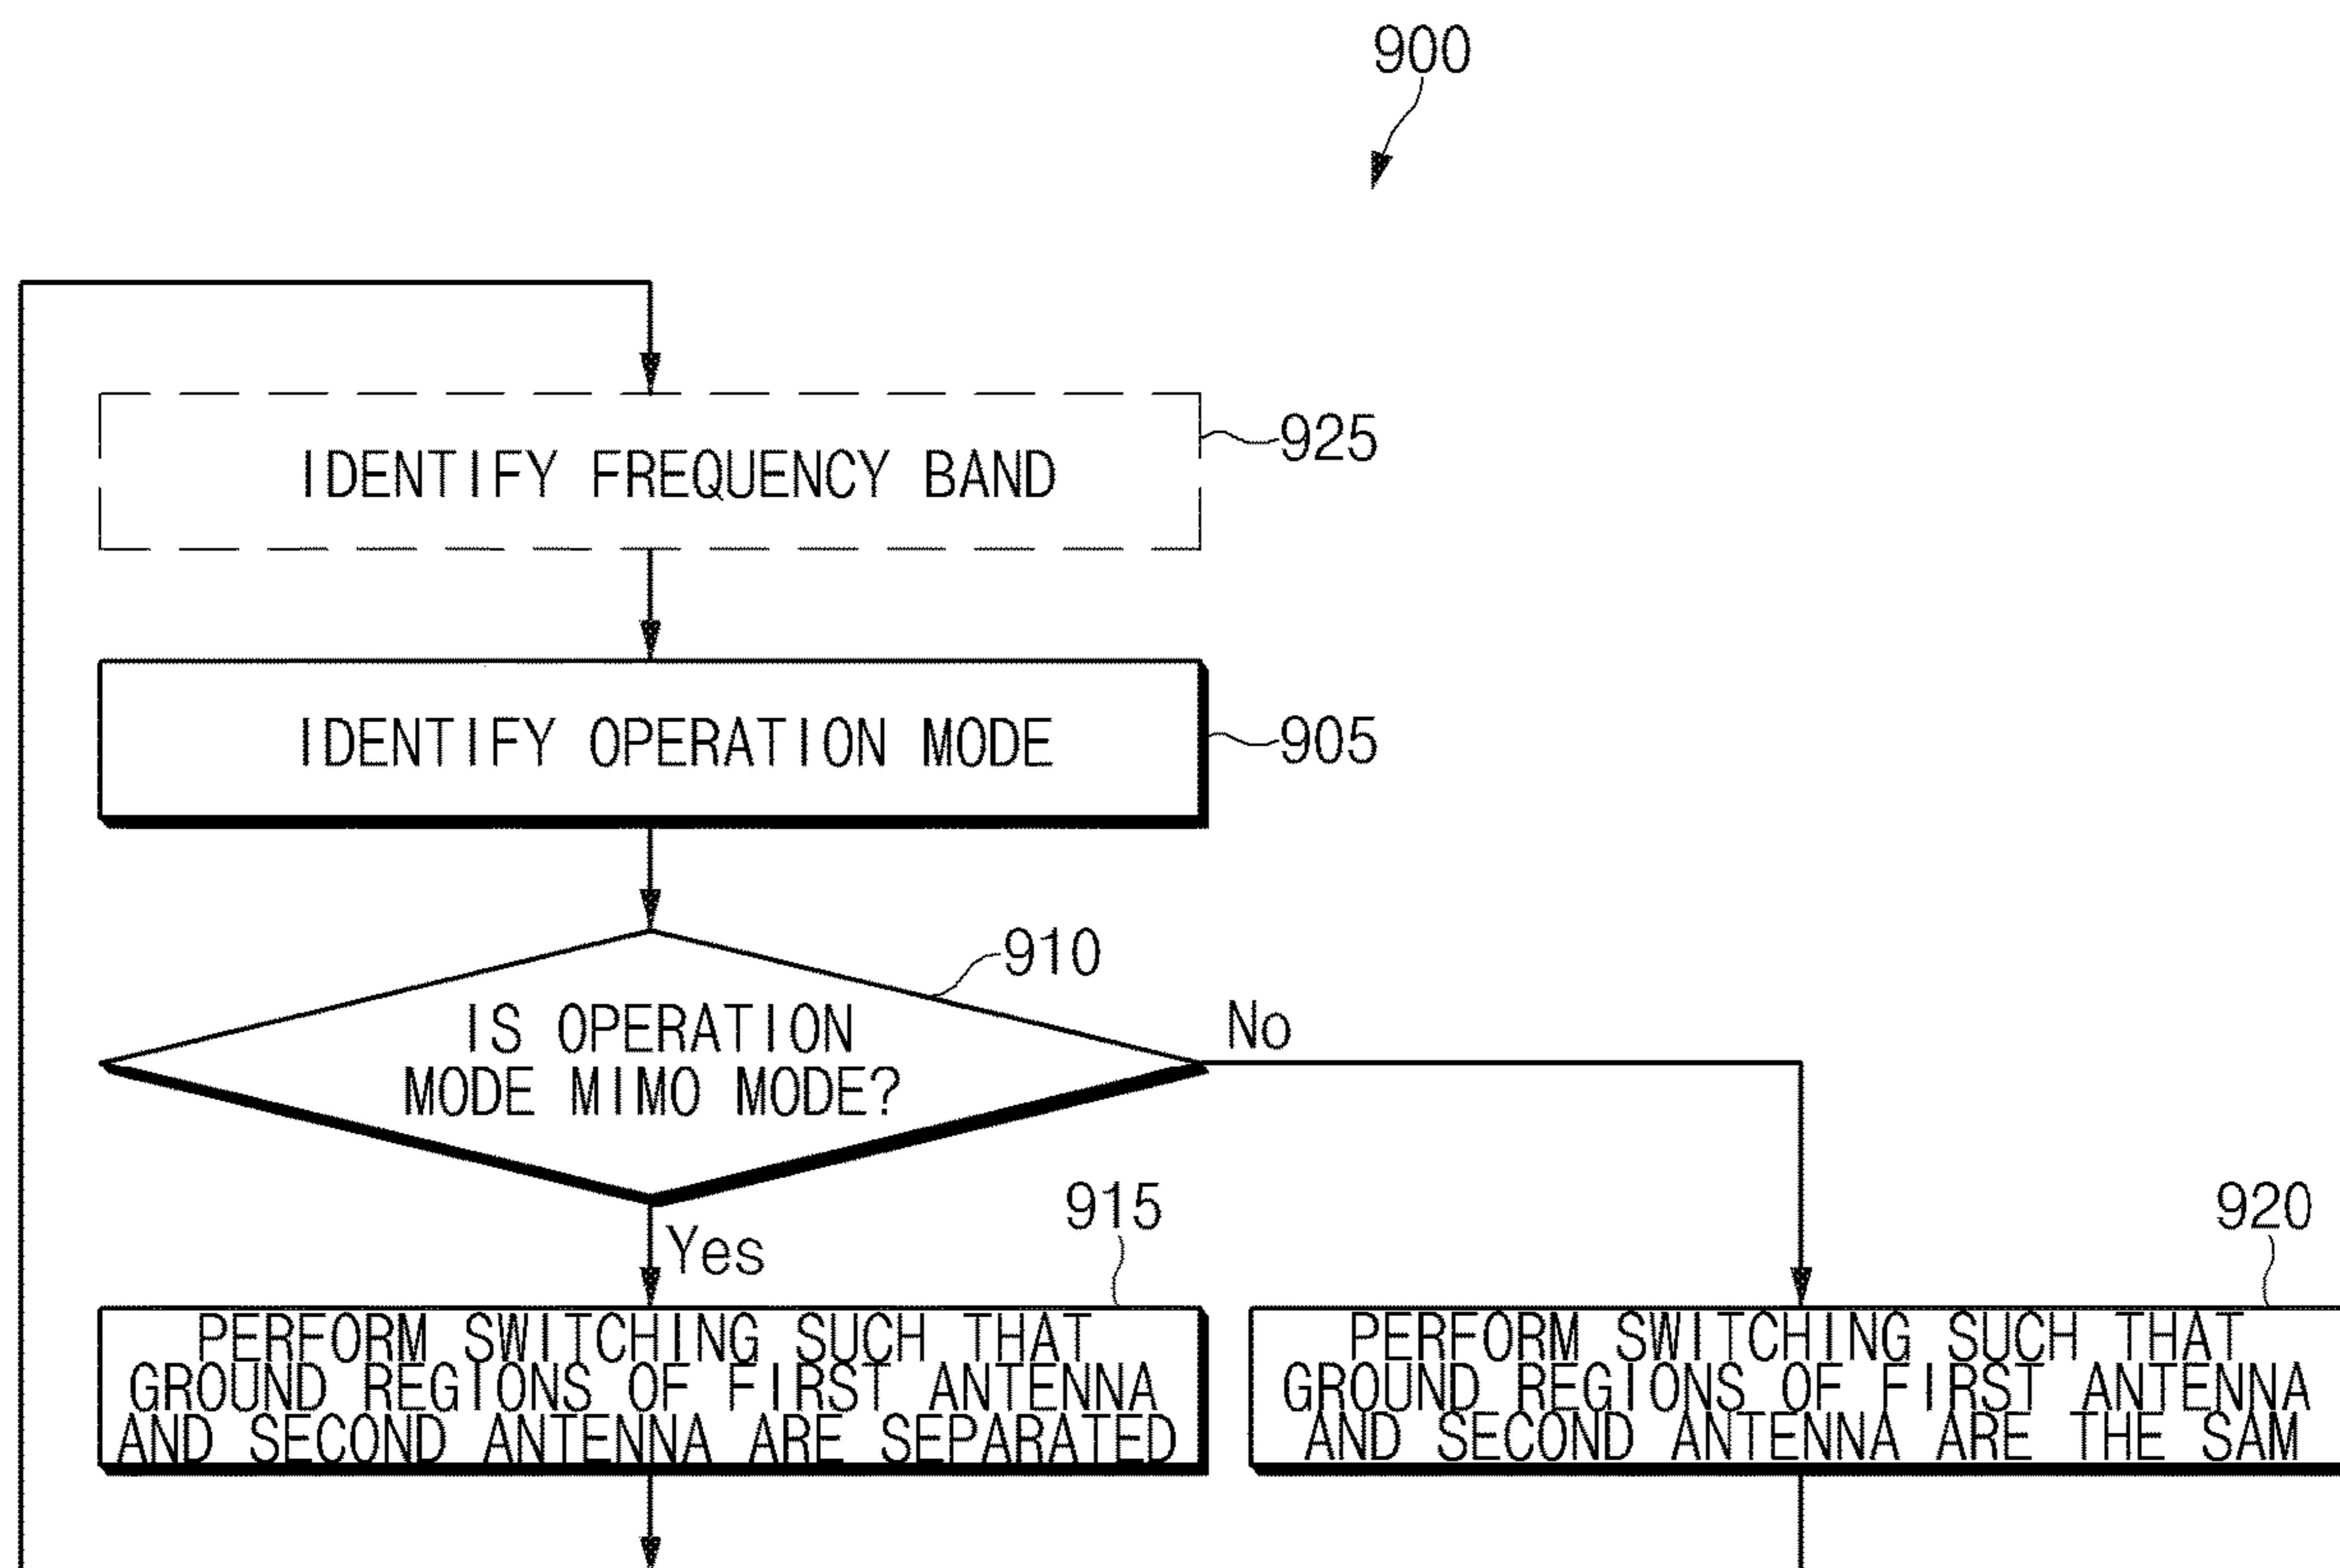 900
IDENTIFY FREQUENCY BAND
925
IDENTIFY OPERATION MODE
905
910
IS OPERATION
MODE MIMO MODE?
No
Yes
915
920
PERFORM SWITCHING SUCH THAT
GROUND REGIONS OF FIRST ANTENNA
AND SECOND ANTENNA ARE SEPARATED
PERFORM SWITCHING SUCH THAT
GROUND REGIONS OF FIRST ANTENNA
AND SECOND ANTENNA ARE THE SAM